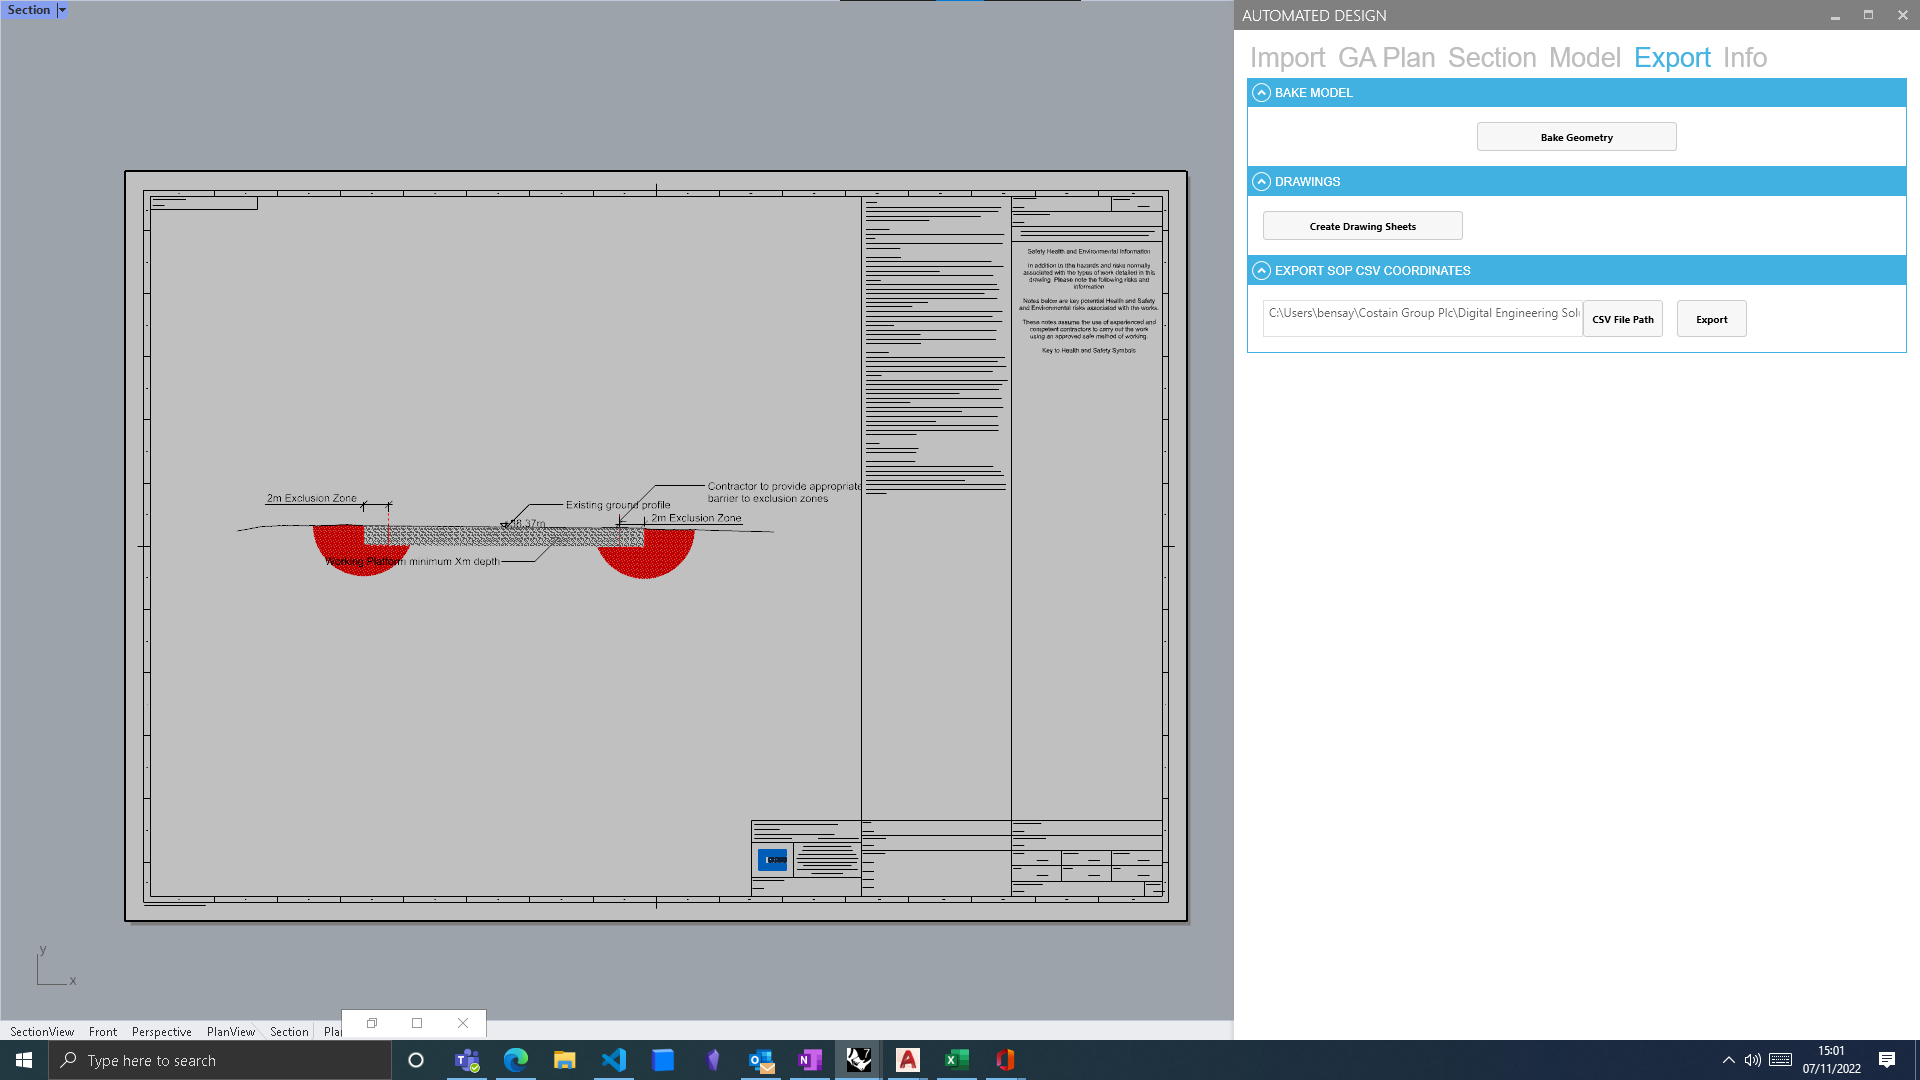 Section
AUTOMATED DESIGN
Import GA Plan Section Model Export Info
BAKE MODEL
Bake Geometry
DRAWINGS
Create Drawing Sheets
EXPORT SOP CSV COORDINATES
C:\Users\bensay\Costain Group Plc\Digital Engineering Sol
CSV File Path
Export
Safety Health and Environmental Information
In addition to the hazards and risks normally
associated with the types of work detailed in this
drawing. Please note the following risks and
information
Notes below are key potential Health and Safety
and Environmental risks associated with the works.
These notes assume the use of experienced and
competent contractors to carry out the work
using an approved safe method of working.
Key to Health and Safety Symbols
Contractor to provide appropriate
barrier to exclusion zones
2m Exclusion Zone
Existing ground profile
2m Exclusion Zone
Working Platform minimum Xm depth
y
x
SectionView Front Perspective PlanView Section Pla
Type here to search
15:01
07/11/2022